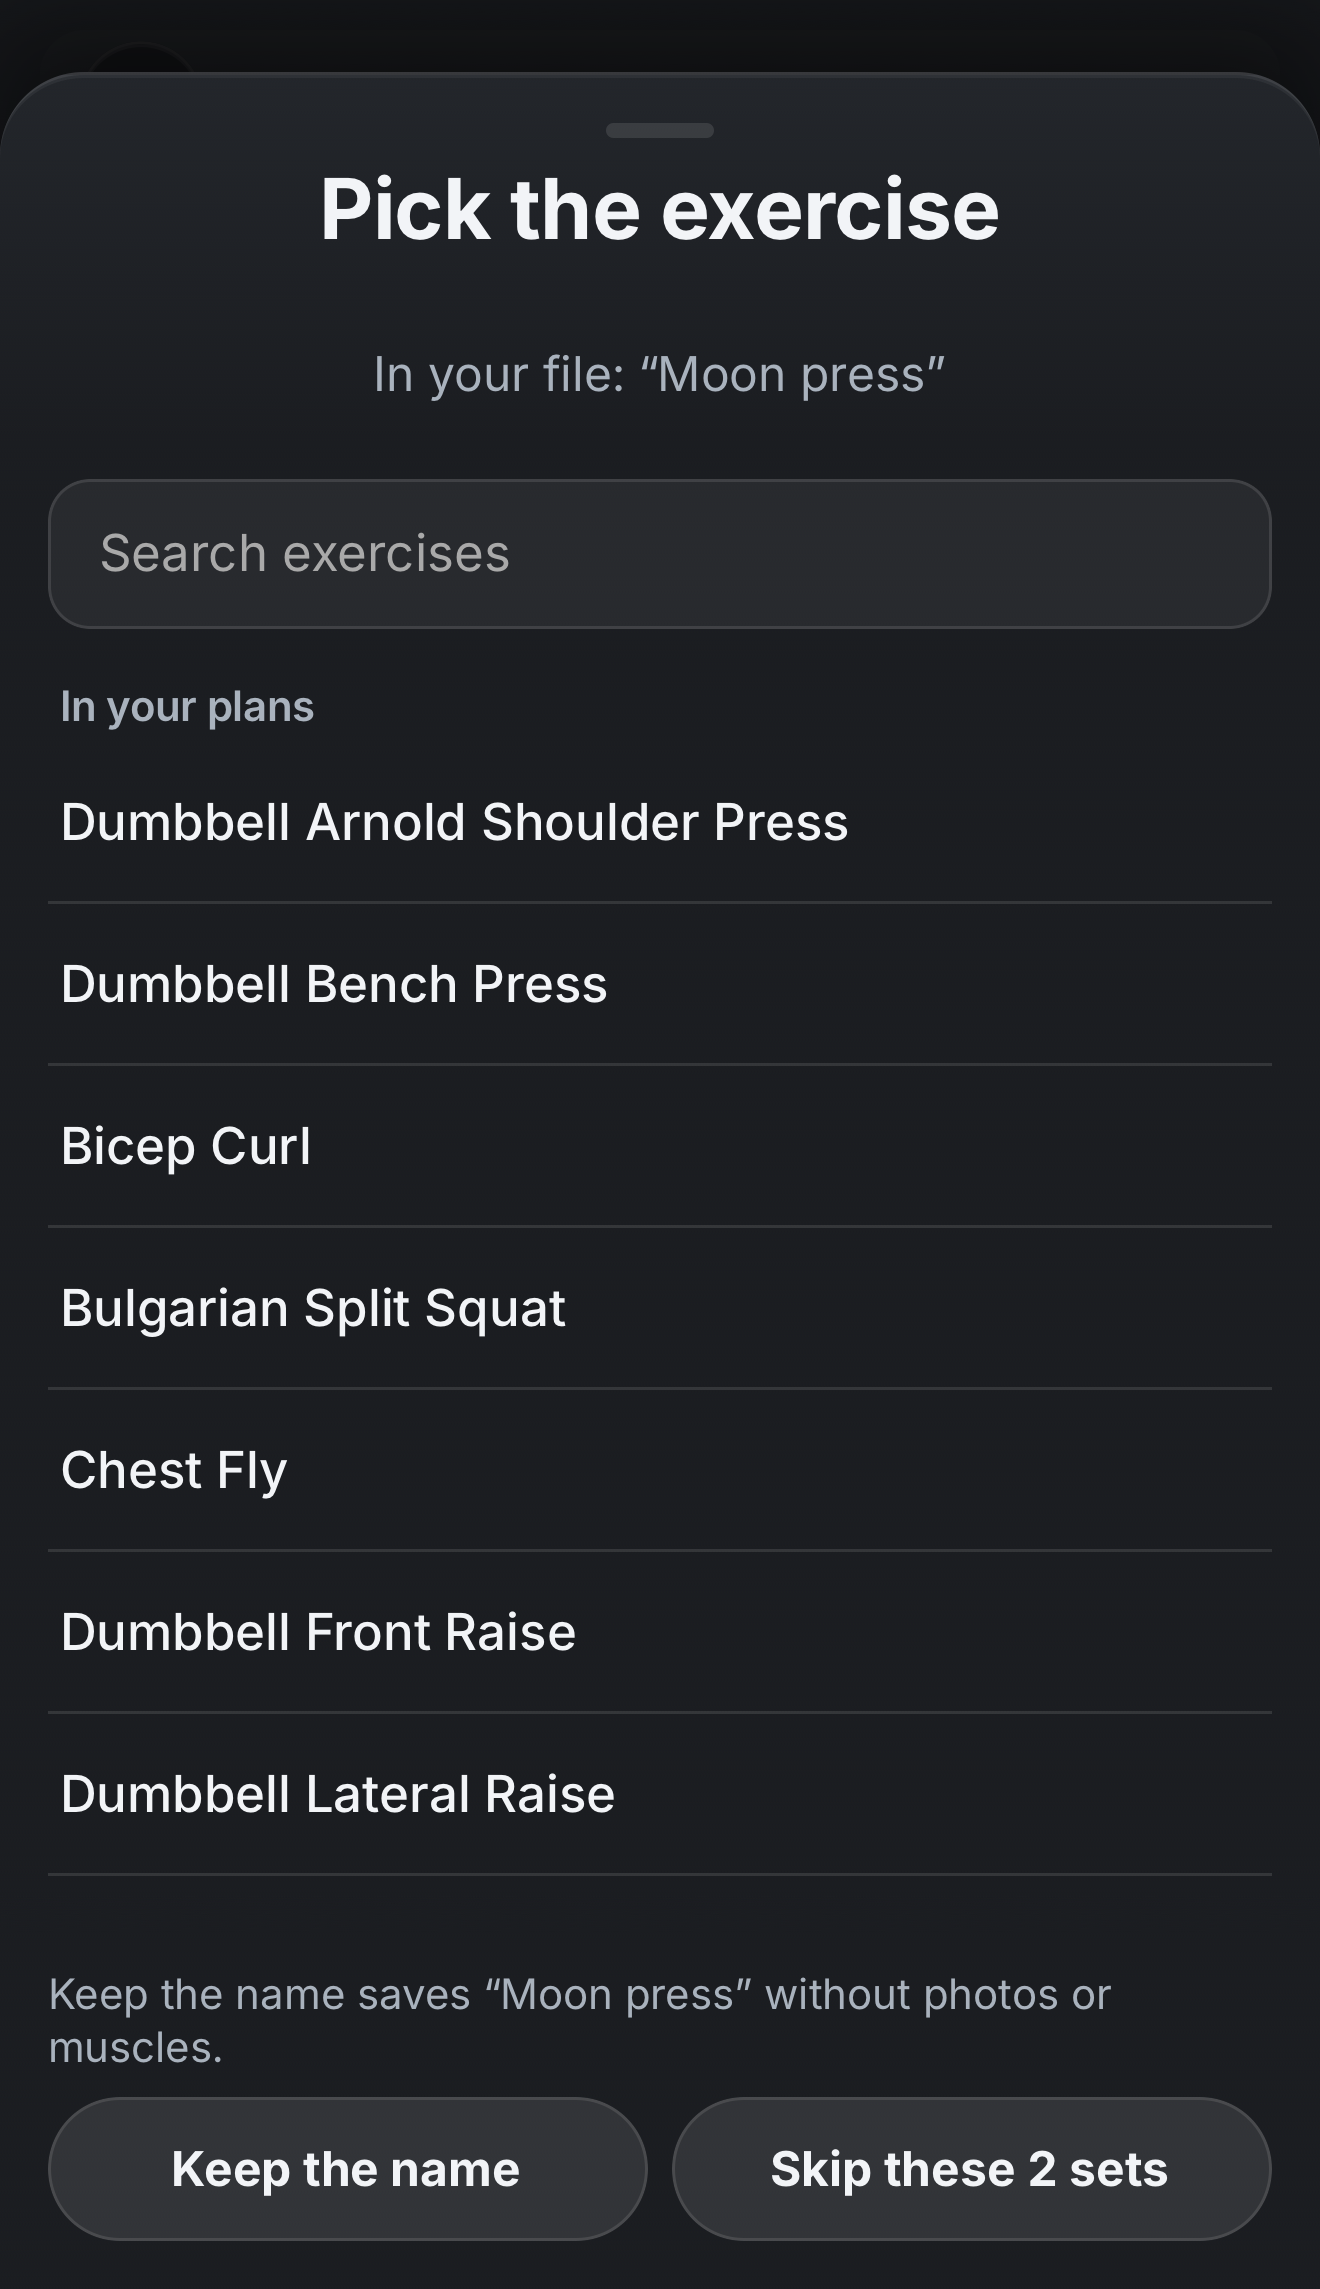 Pick the exercise
In your file: “Moon press”
Search exercises
In your plans
Dumbbell Arnold Shoulder Press
Dumbbell Bench Press
Bicep Curl
Bulgarian Split Squat
Chest Fly
Dumbbell Front Raise
Dumbbell Lateral Raise
Keep the name saves “Moon press” without photos or
muscles.
Keep the name
Skip these 2 sets